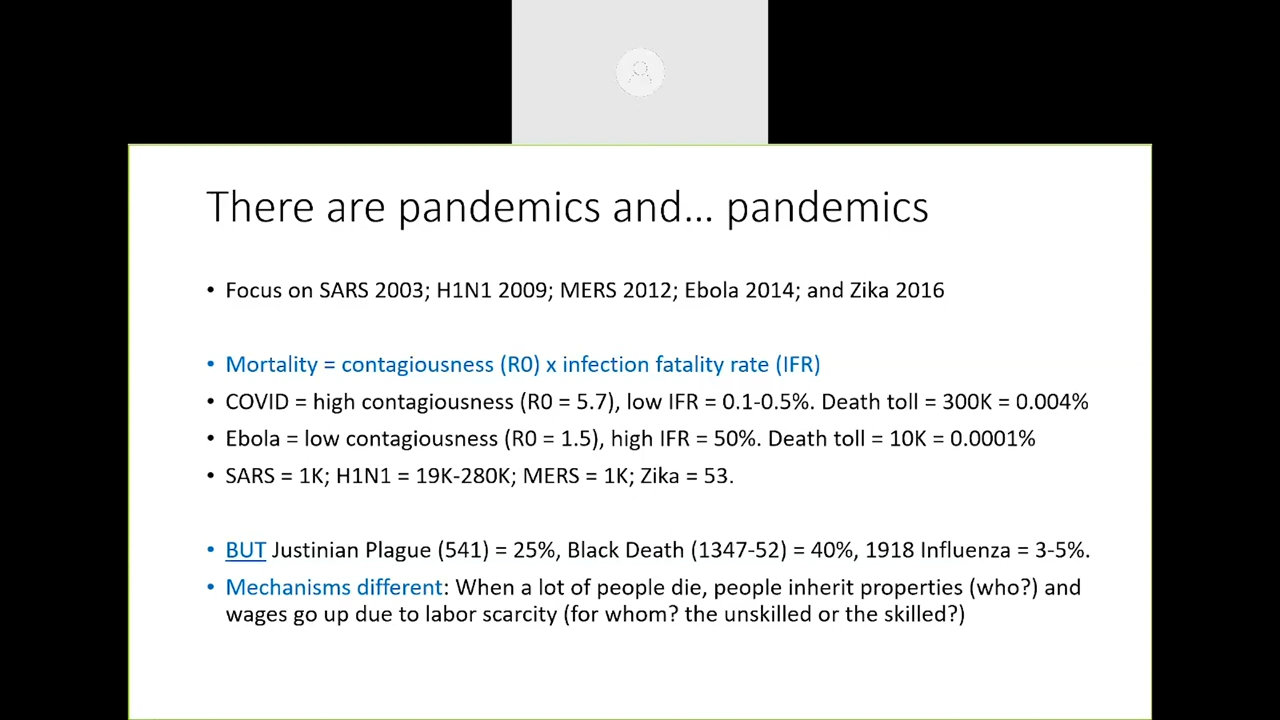 There are pandemics and... pandemics
• Focus on SARS 2003; H1N1 2009; MERS 2012; Ebola 2014; and Zika 2016
• Mortality = contagiousness (R0) x infection fatality rate (IFR)
• COVID = high contagiousness (R0 = 5.7), low IFR = 0.1-0.5%. Death toll = 300K = 0.004%
• Ebola = low contagiousness (R0 = 1.5), high IFR = 50%. Death toll = 10K = 0.0001%
• SARS = 1K; H1N1 = 19K-280K; MERS = 1K; Zika = 53.
• BUT Justinian Plague (541) = 25%, Black Death (1347-52) = 40%, 1918 Influenza = 3-5%.
• Mechanisms different: When a lot of people die, people inherit properties (who?) and
wages go up due to labor scarcity (for whom? the unskilled or the skilled?)